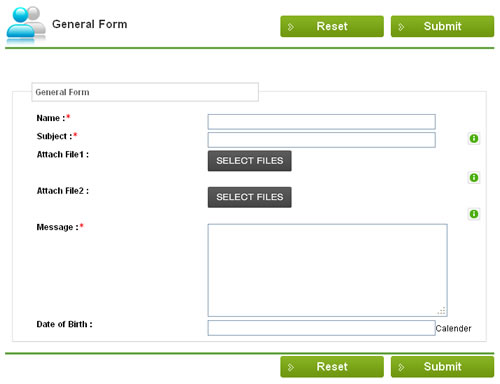 General Form
Reset Submit
General Form
Name :*
Subject :*
Attach File1 :
SELECT FILES
Attach File2 :
SELECT FILES
Message :*
Date of Birth :
Calender
Reset Submit